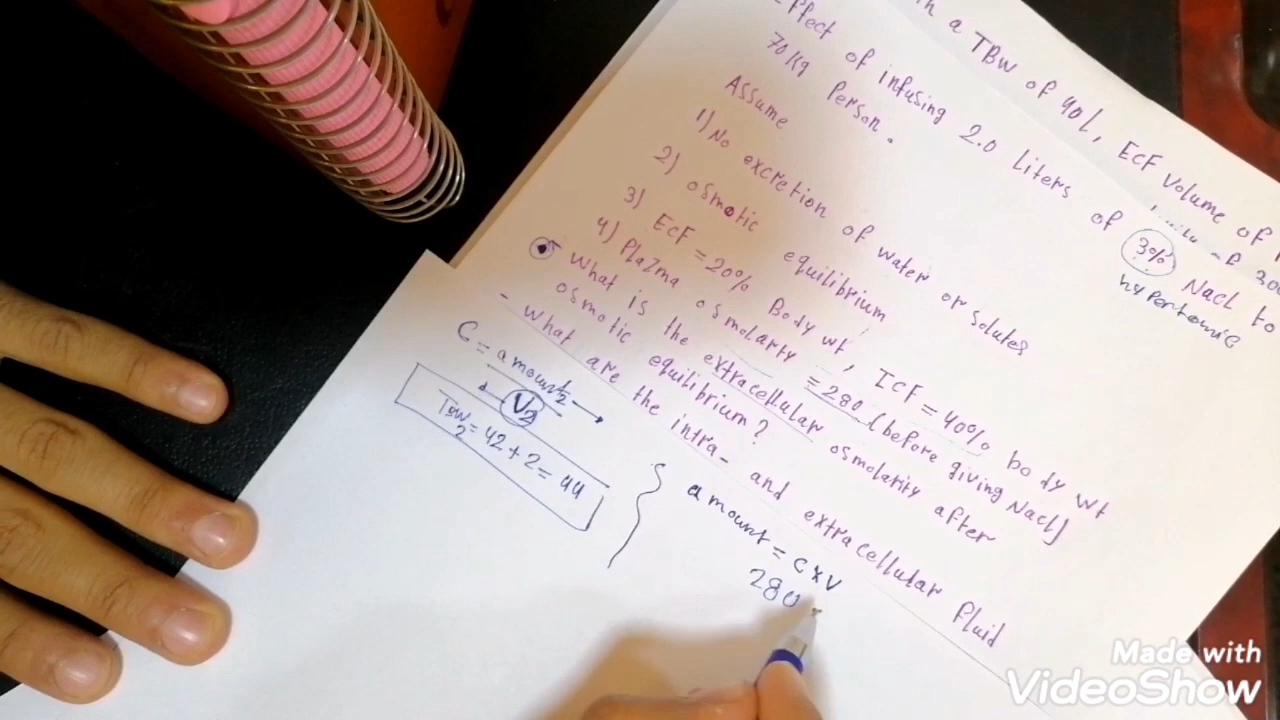 a TBW of 40L, ECF Volume of
Effect of infusing 2.0 Liters of 3% Nacl to
70 Kg Person.
hypertonic
Assume
1) No excretion of water or solutes
2) osmotic equilibrium
3) ECF = 20% Body wt, ICF = 40% body wt
4) Plazma osmolarity = 280 (before giving Nacl)
what is the extracellular osmolarity after
osmotic equilibrium?
- what are the intra- and extracellular fluid
C = amount2
V2
TBW2 = 42 + 2 = 44
amount = C x V
280
Made with
VideoShow